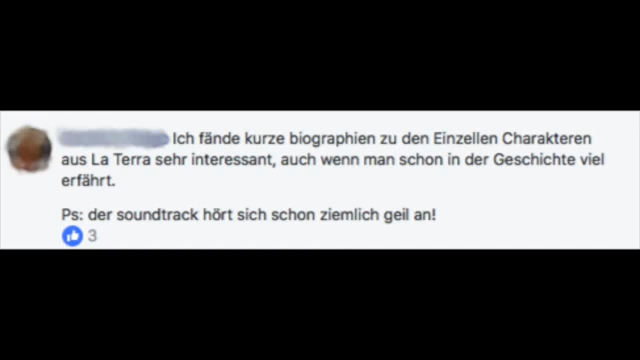 Ich fände kurze biographien zu den Einzellen Charakteren
aus La Terra sehr interessant, auch wenn man schon in der Geschichte viel
erfährt.
Ps: der soundtrack hört sich schon ziemlich geil an!
3